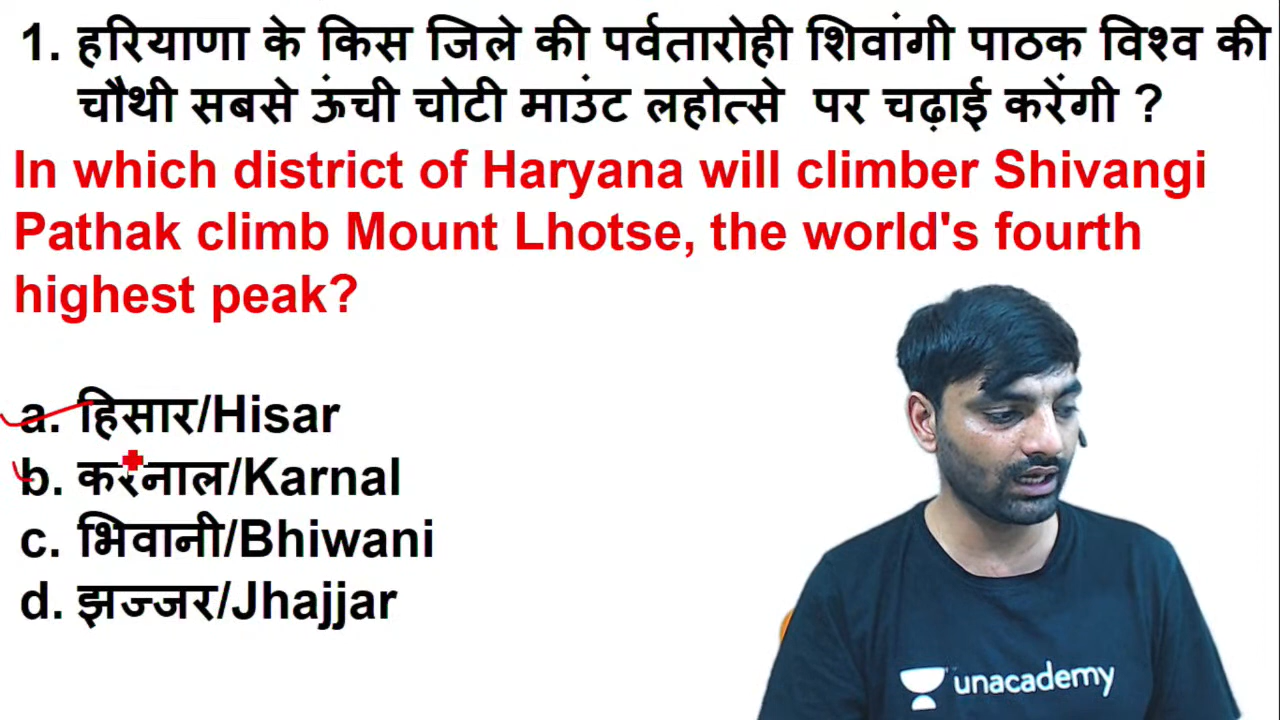 1. हरियाणा के किस जिले की पर्वतारोही शिवांगी पाठक विश्व की
चौथी सबसे ऊंची चोटी माउंट लहोत्से पर चढ़ाई करेंगी ?
In which district of Haryana will climber Shivangi
Pathak climb Mount Lhotse, the world's fourth
highest peak?
a. हिसार/Hisar
b. करनाल/Karnal
c. भिवानी/Bhiwani
d. झज्जर/Jhajjar
unacademy